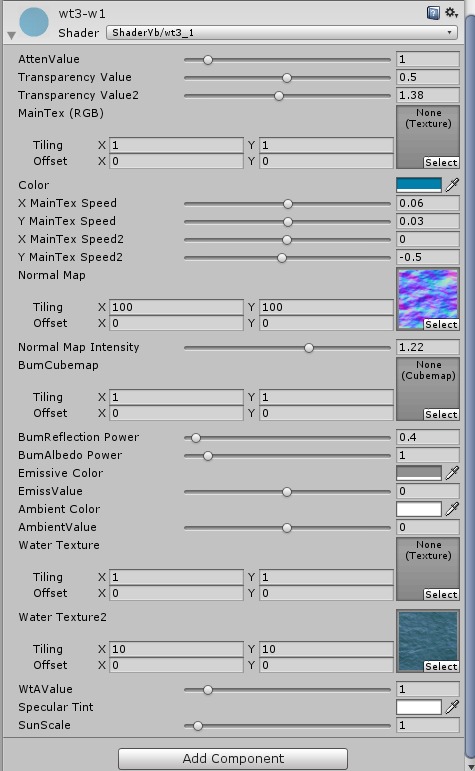 wt3-w1
Shader ShaderYb/wt3_1
AttenValue 1
Transparency Value 0.5
Transparency Value2 1.38
MainTex (RGB) None
(Texture)
Tiling X 1 Y 1
Offset X 0 Y 0
Select
Color
X MainTex Speed 0.06
Y MainTex Speed 0.03
X MainTex Speed2 0
Y MainTex Speed2 -0.5
Normal Map
Tiling X 100 Y 100
Offset X 0 Y 0
Select
Normal Map Intensity 1.22
BumCubemap None
(Cubemap)
Tiling X 1 Y 1
Offset X 0 Y 0
Select
BumReflection Power 0.4
BumAlbedo Power 1
Emissive Color
EmissValue 0
Ambient Color
AmbientValue 0
Water Texture None
(Texture)
Tiling X 1 Y 1
Offset X 0 Y 0
Select
Water Texture2
Tiling X 10 Y 10
Offset X 0 Y 0
Select
WtAValue 1
Specular Tint
SunScale 1
Add Component